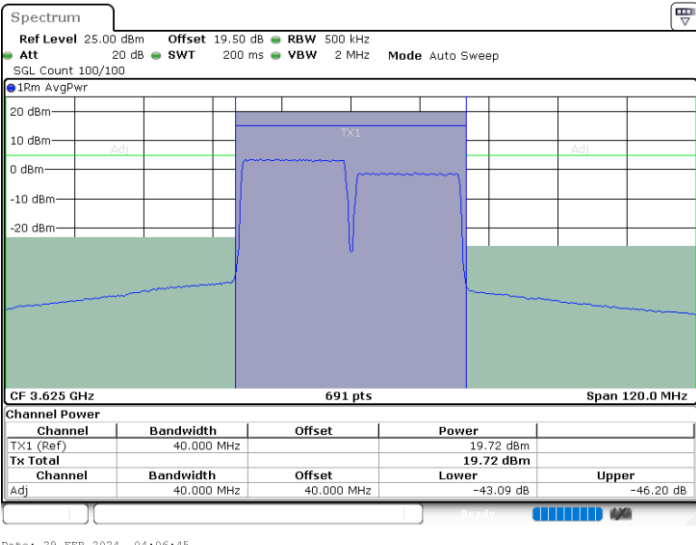 Spectrum
Ref Level 25.00 dBm Offset 19.50 dB RBW 500 kHz
Att 20 dB SWT 200 ms VBW 2 MHz Mode Auto Sweep
SGL Count 100/100
1Rm AvgPwr
20 dBm
TX1
10 dBm
Adj Adj
0 dBm
-10 dBm
-20 dBm
CF 3.625 GHz 691 pts Span 120.0 MHz
Channel Power
Channel Bandwidth Offset Power
TX1 (Ref) 40.000 MHz 19.72 dBm
Tx Total 19.72 dBm
Channel Bandwidth Offset Lower Upper
Adj 40.000 MHz 40.000 MHz -43.09 dB -46.20 dB
Ready